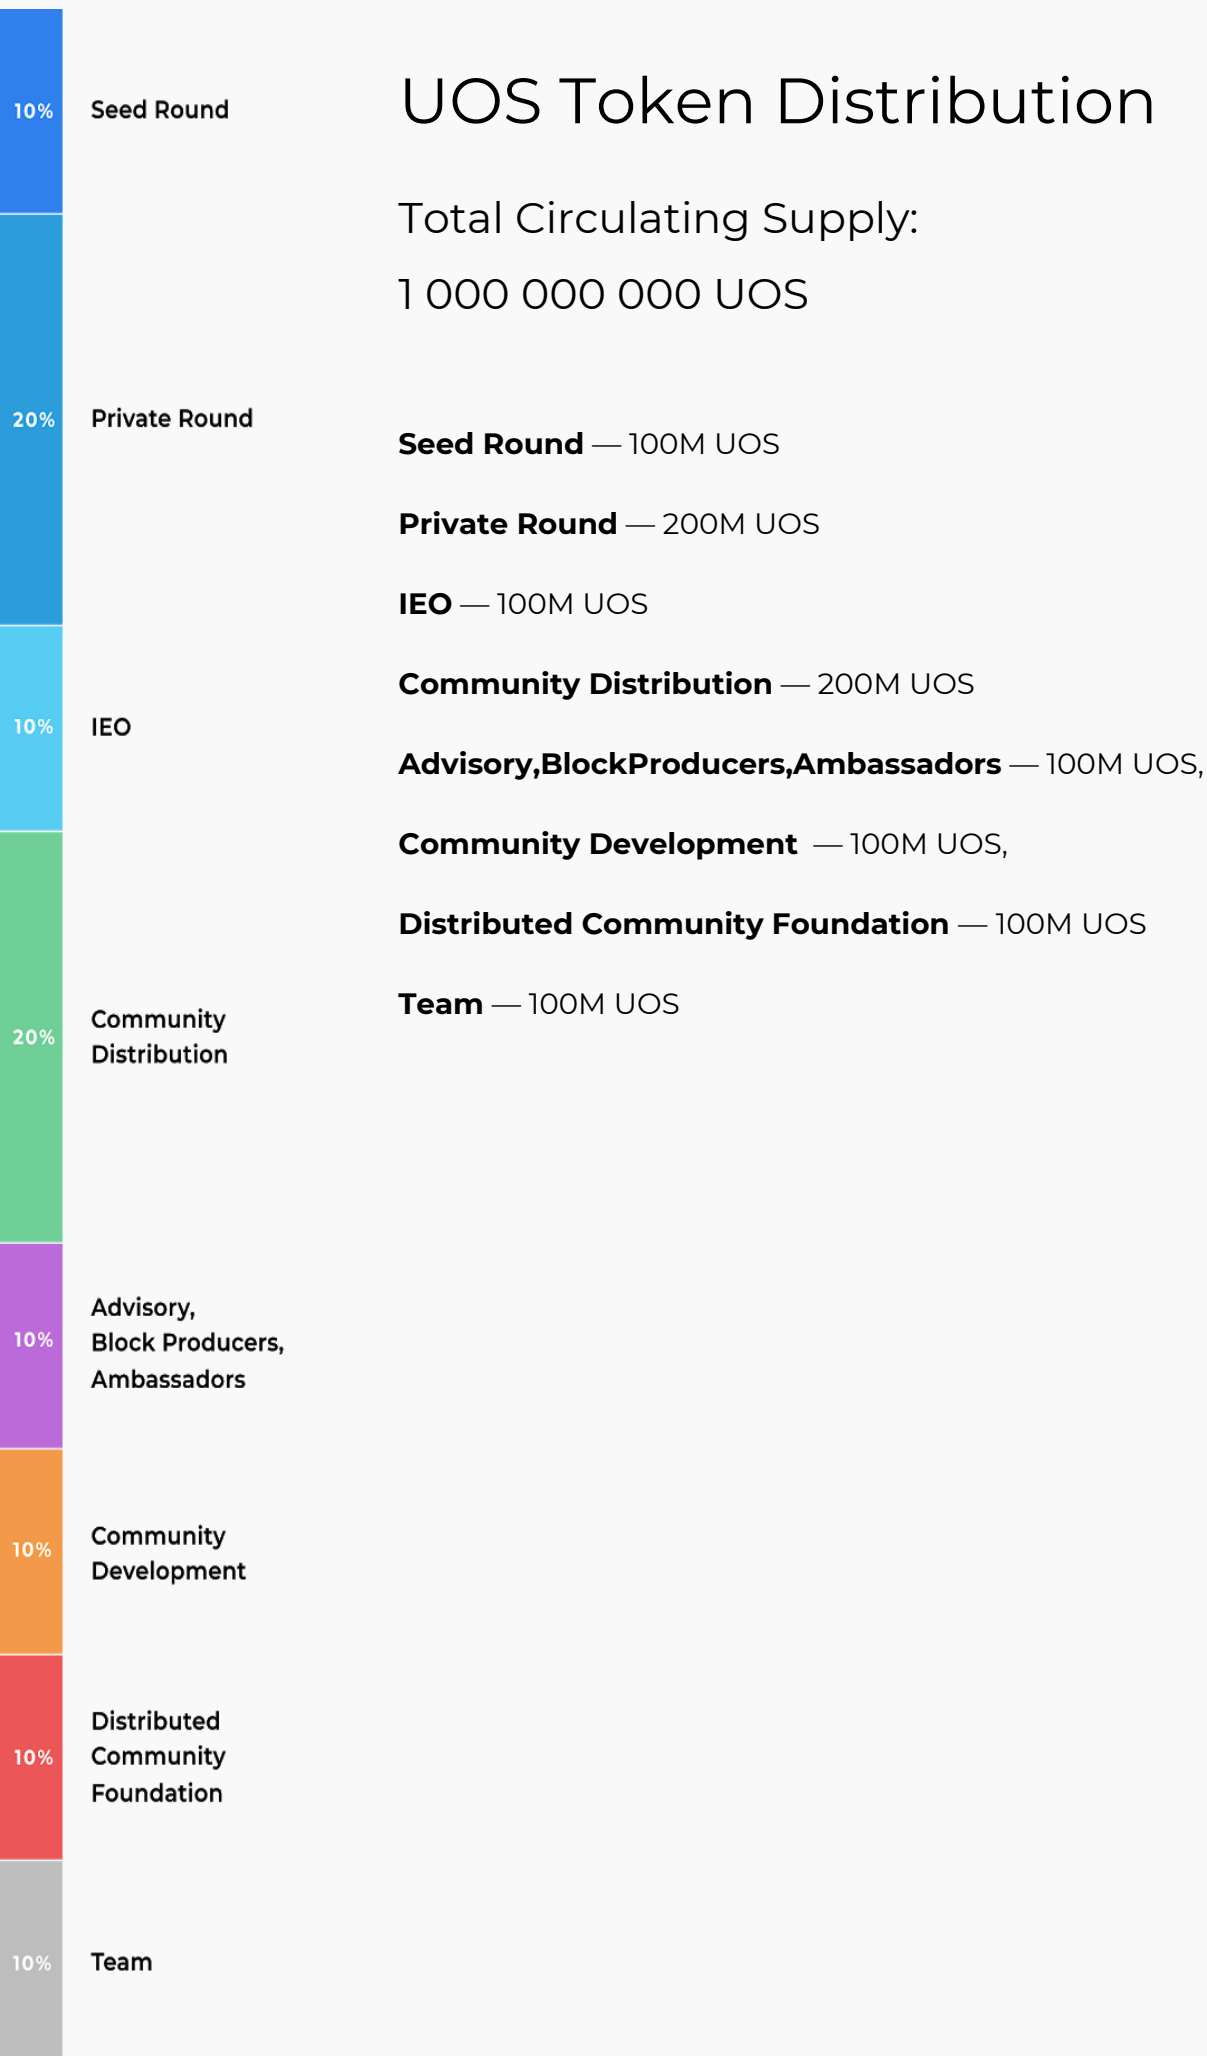 10%
Seed Round
20%
Private Round
10%
IEO
20%
Community
Distribution
10%
Advisory,
Block Producers,
Ambassadors
10%
Community
Development
10%
Distributed
Community
Foundation
10%
Team
UOS Token Distribution
Total Circulating Supply:
1 000 000 000 UOS
Seed Round — 100M UOS
Private Round — 200M UOS
IEO — 100M UOS
Community Distribution — 200M UOS
Advisory,BlockProducers,Ambassadors — 100M UOS,
Community Development — 100M UOS,
Distributed Community Foundation — 100M UOS
Team — 100M UOS